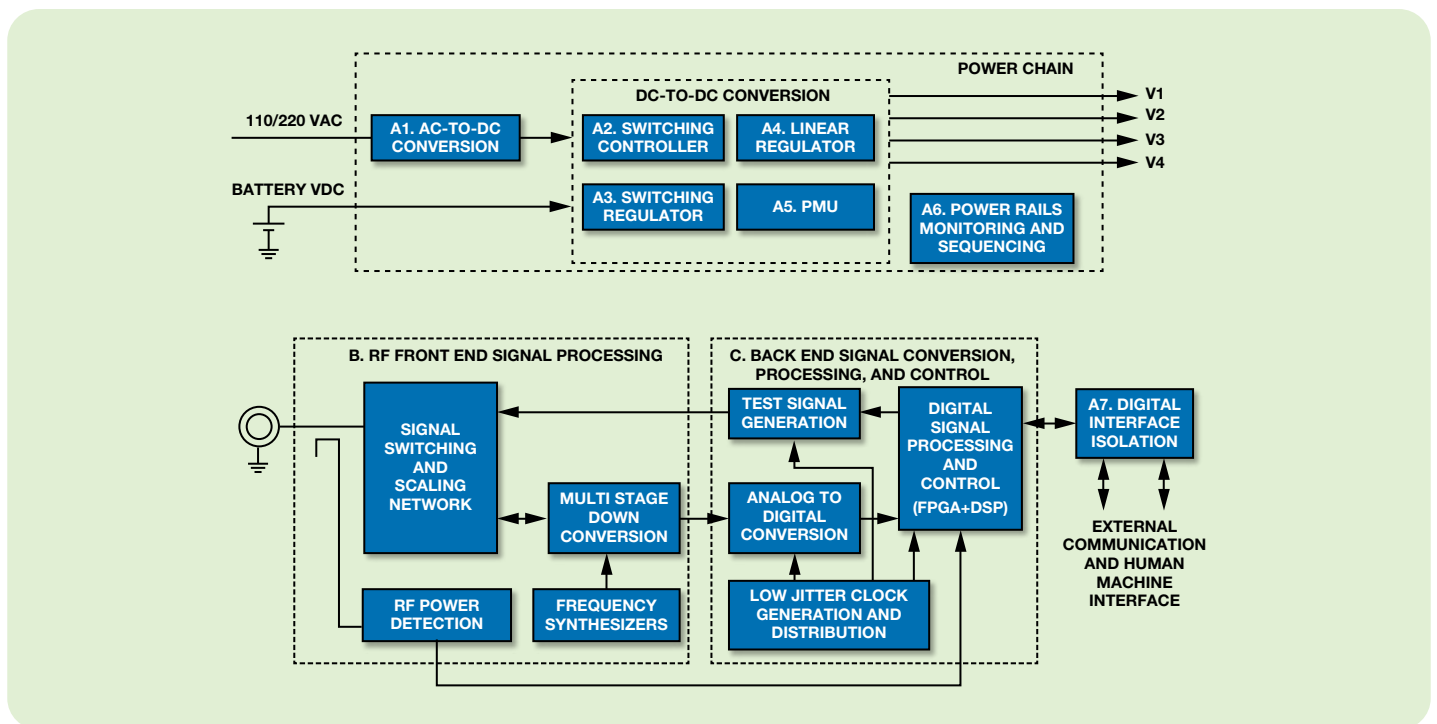 POWER CHAIN
DC-TO-DC CONVERSION
110/220 VAC
A1. AC-TO-DC
CONVERSION
A2. SWITCHING
CONTROLLER
A4. LINEAR
REGULATOR
V1
V2
V3
V4
BATTERY VDC
A3. SWITCHING
REGULATOR
A5. PMU
A6. POWER RAILS
MONITORING AND
SEQUENCING
B. RF FRONT END SIGNAL PROCESSING
SIGNAL
SWITCHING
AND
SCALING
NETWORK
MULTI STAGE
DOWN
CONVERSION
RF POWER
DETECTION
FREQUENCY
SYNTHESIZERS
C. BACK END SIGNAL CONVERSION,
PROCESSING, AND CONTROL
TEST SIGNAL
GENERATION
DIGITAL
SIGNAL
PROCESSING
AND
CONTROL
(FPGA+DSP)
ANALOG TO
DIGITAL
CONVERSION
LOW JITTER CLOCK
GENERATION AND
DISTRIBUTION
A7. DIGITAL
INTERFACE
ISOLATION
EXTERNAL
COMMUNICATION
AND HUMAN
MACHINE
INTERFACE